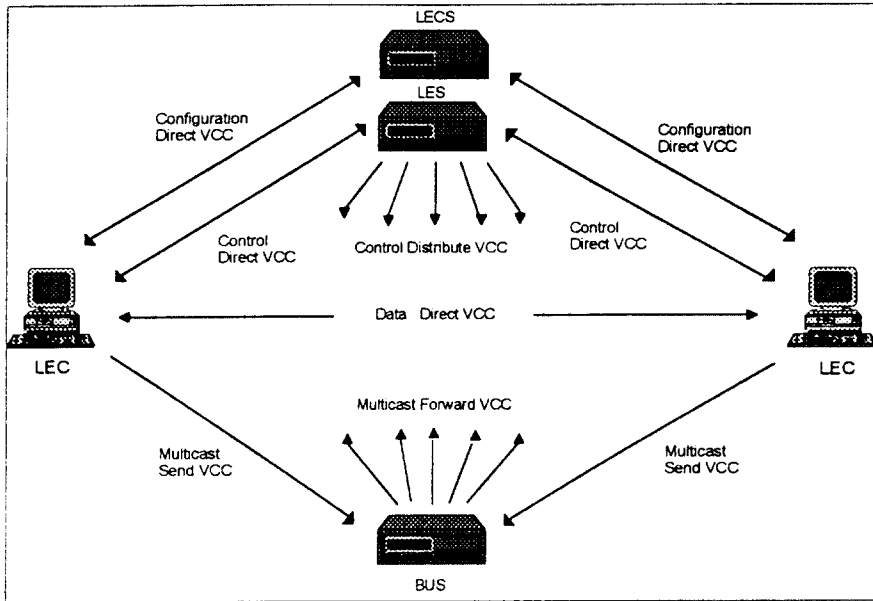 LECS
LES
Configuration
Direct VCC
Configuration
Direct VCC
Control
Direct VCC
Control Distribute VCC
Control
Direct VCC
Data Direct VCC
LEC
LEC
Multicast Forward VCC
Multicast
Send VCC
Multicast
Send VCC
BUS